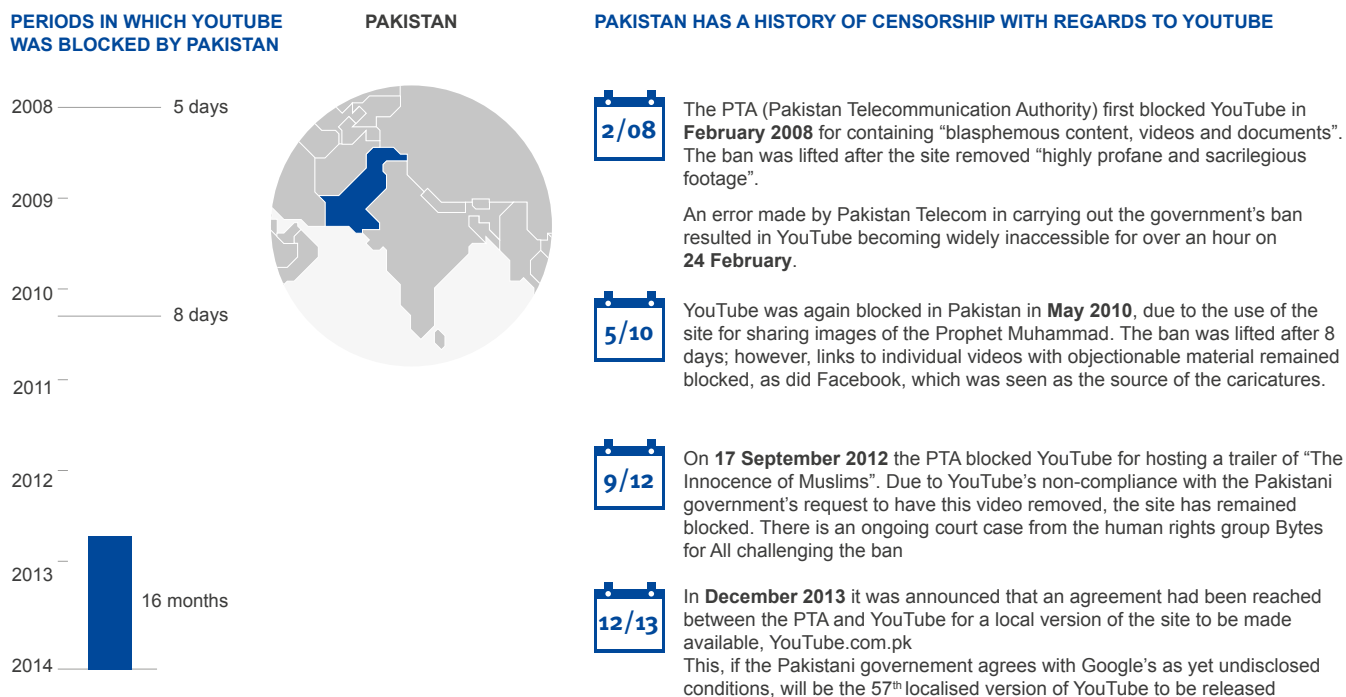 PERIODS IN WHICH YOUTUBE
WAS BLOCKED BY PAKISTAN
2008
5 days
2009
2010
8 days
2011
2012
2013
16 months
2014
PAKISTAN
PAKISTAN HAS A HISTORY OF CENSORSHIP WITH REGARDS TO YOUTUBE
2/08
The PTA (Pakistan Telecommunication Authority) first blocked YouTube in
February 2008 for containing “blasphemous content, videos and documents”.
The ban was lifted after the site removed “highly profane and sacrilegious
footage”.
An error made by Pakistan Telecom in carrying out the government’s ban
resulted in YouTube becoming widely inaccessible for over an hour on
24 February.
5/10
YouTube was again blocked in Pakistan in May 2010, due to the use of the
site for sharing images of the Prophet Muhammad. The ban was lifted after 8
days; however, links to individual videos with objectionable material remained
blocked, as did Facebook, which was seen as the source of the caricatures.
9/12
On 17 September 2012 the PTA blocked YouTube for hosting a trailer of “The
Innocence of Muslims”. Due to YouTube’s non-compliance with the Pakistani
government’s request to have this video removed, the site has remained
blocked. There is an ongoing court case from the human rights group Bytes
for All challenging the ban
12/13
In December 2013 it was announced that an agreement had been reached
between the PTA and YouTube for a local version of the site to be made
available, YouTube.com.pk
This, if the Pakistani governement agrees with Google’s as yet undisclosed
conditions, will be the 57th localised version of YouTube to be released